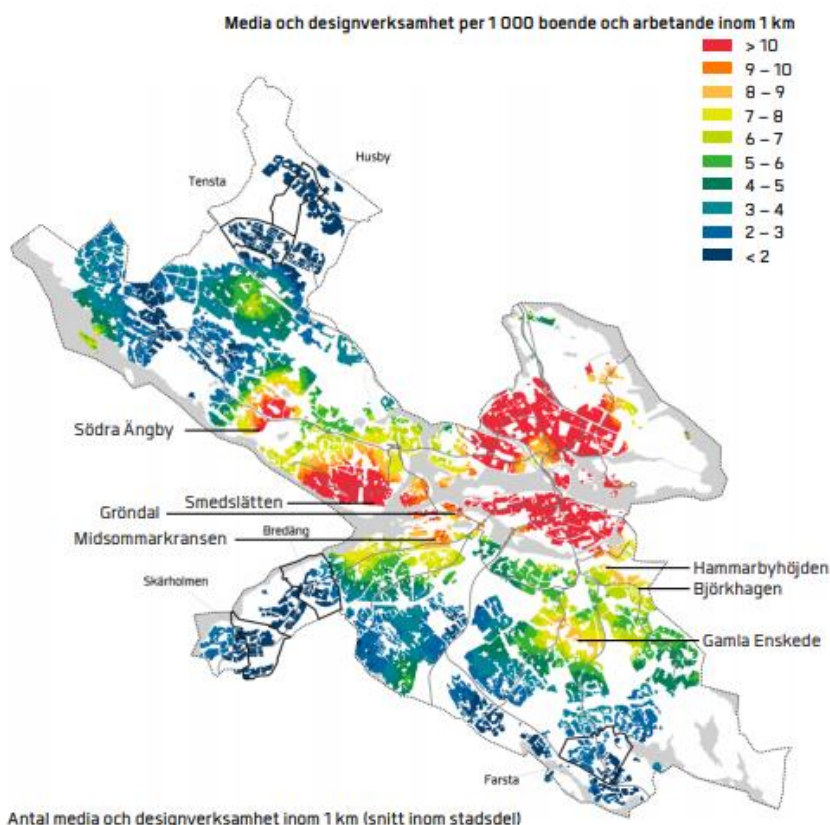 Media och designverksamhet per 1 000 boende och arbetande inom 1 km
> 10
9 – 10
8 – 9
7 – 8
6 – 7
5 – 6
4 – 5
3 – 4
2 – 3
< 2
Husby
Tensta
Södra Ängby
Smedslätten
Gröndal
Bredäng
Midsommarkransen
Skärholmen
Hammarbyhöjden
Björkhagen
Gamla Enskede
Farsta
Antal media och designverksamhet inom 1 km (snitt inom stadsdel)